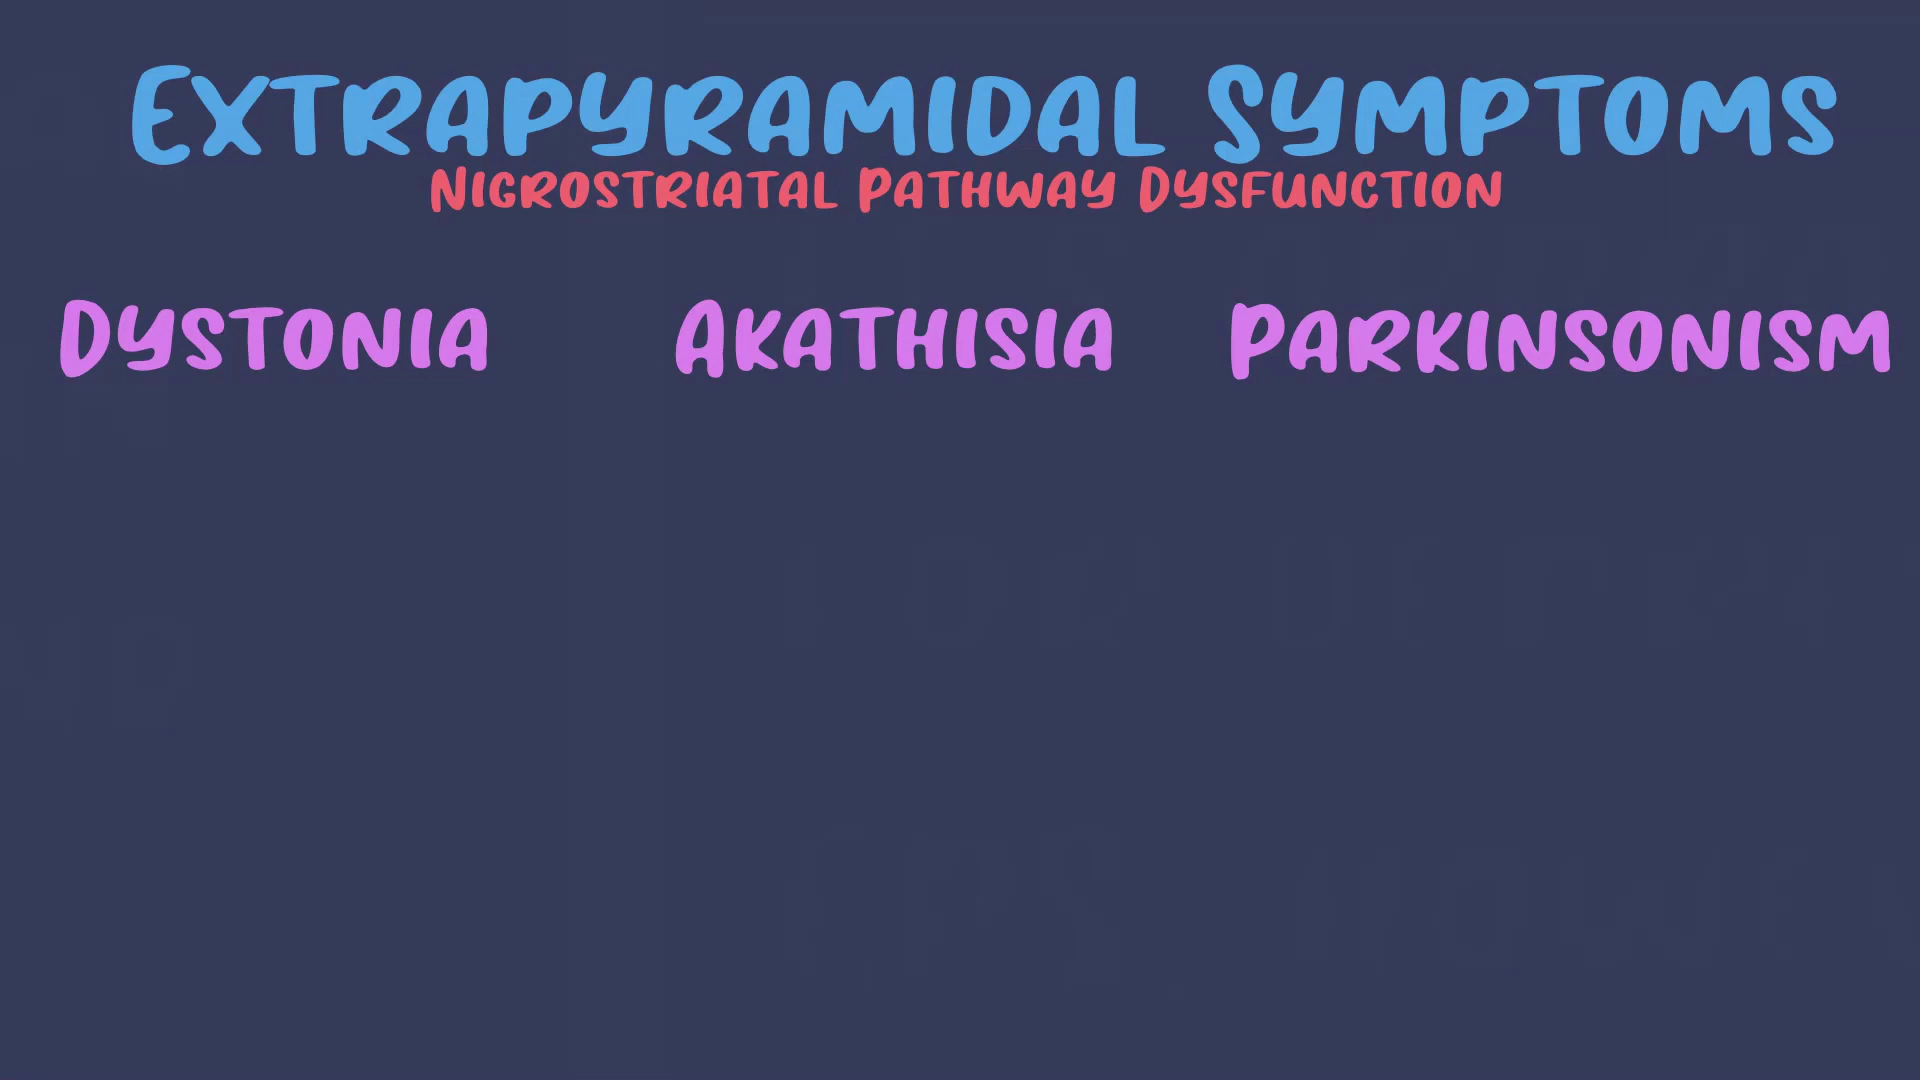 Extrapyramidal Symptoms
Nigrostriatal Pathway Dysfunction
Dystonia Akathisia Parkinsonism